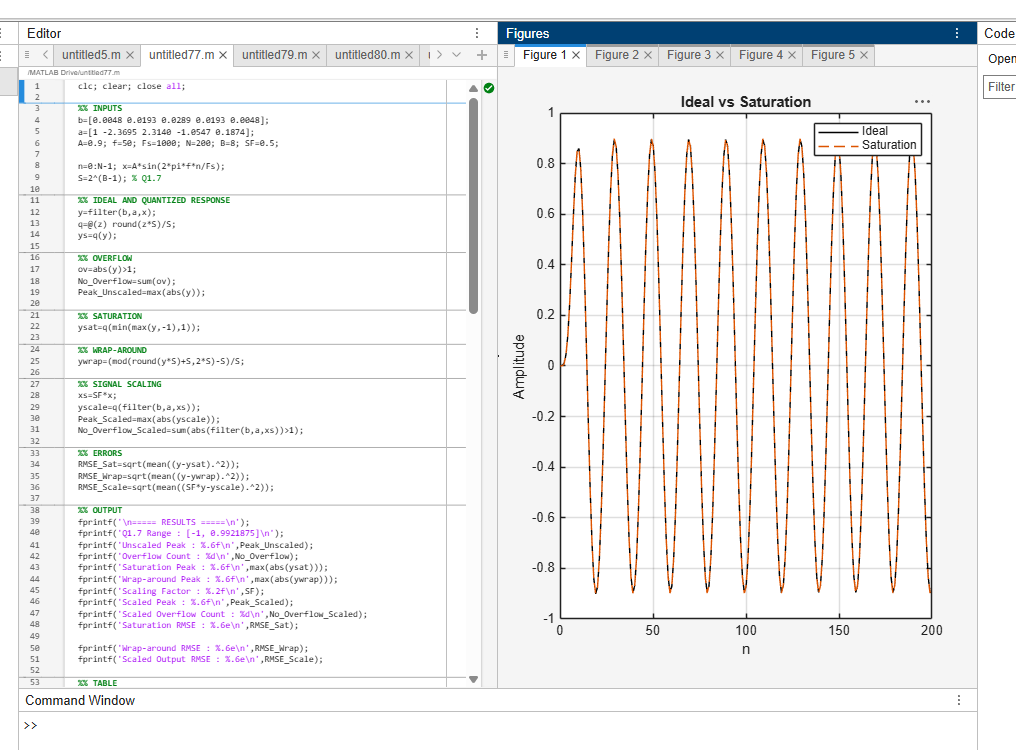 Editor
untitled5.m
untitled77.m
untitled79.m
untitled80.m
/MATLAB Drive/untitled77.m
1 clc; clear; close all;
2
3 %% INPUTS
4 b=[0.0048 0.0193 0.0289 0.0193 0.0048];
5 a=[1 -2.3695 2.3140 -1.0547 0.1874];
6 A=0.9; f=50; Fs=1000; N=200; B=8; SF=0.5;
7
8 n=0:N-1; x=A*sin(2*pi*f*n/Fs);
9 S=2^(B-1); % Q1.7
10
11 %% IDEAL AND QUANTIZED RESPONSE
12 y=filter(b,a,x);
13 q=@(z) round(z*S)/S;
14 ys=q(y);
15
16 %% OVERFLOW
17 ov=abs(y)>1;
18 No_Overflow=sum(ov);
19 Peak_Unscaled=max(abs(y));
20
21 %% SATURATION
22 ysat=q(min(max(y,-1),1));
23
24 %% WRAP-AROUND
25 ywrap=(mod(round(y*S)+S,2*S)-S)/S;
26
27 %% SIGNAL SCALING
28 xs=SF*x;
29 yscale=q(filter(b,a,xs));
30 Peak_Scaled=max(abs(yscale));
31 No_Overflow_Scaled=sum(abs(filter(b,a,xs))>1);
32
33 %% ERRORS
34 RMSE_Sat=sqrt(mean((y-ysat).^2));
35 RMSE_Wrap=sqrt(mean((y-ywrap).^2));
36 RMSE_Scale=sqrt(mean((SF*y-yscale).^2));
37
38 %% OUTPUT
39 fprintf('\n===== RESULTS =====\n');
40 fprintf('Q1.7 Range : [-1, 0.9921875]\n');
41 fprintf('Unscaled Peak : %.6f\n',Peak_Unscaled);
42 fprintf('Overflow Count : %d\n',No_Overflow);
43 fprintf('Saturation Peak : %.6f\n',max(abs(ysat)));
44 fprintf('Wrap-around Peak : %.6f\n',max(abs(ywrap)));
45 fprintf('Scaling Factor : %.2f\n',SF);
46 fprintf('Scaled Peak : %.6f\n',Peak_Scaled);
47 fprintf('Scaled Overflow Count : %d\n',No_Overflow_Scaled);
48 fprintf('Saturation RMSE : %.6e\n',RMSE_Sat);
49
50 fprintf('Wrap-around RMSE : %.6e\n',RMSE_Wrap);
51 fprintf('Scaled Output RMSE : %.6e\n',RMSE_Scale);
52
53 %% TABLE
Command Window
>>
Figures
Figure 1
Figure 2
Figure 3
Figure 4
Figure 5
Ideal vs Saturation
Ideal
Saturation
1
0.8
0.6
0.4
0.2
0
-0.2
-0.4
-0.6
-0.8
-1
Amplitude
0 50 100 150 200
n
Code
Open
Filter